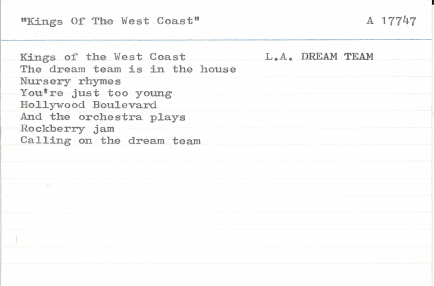 "Kings Of The West Coast" A 17747
Kings of the West Coast L.A. DREAM TEAM
The dream team is in the house
Nursery rhymes
You're just too young
Hollywood Boulevard
And the orchestra plays
Rockberry jam
Calling on the dream team